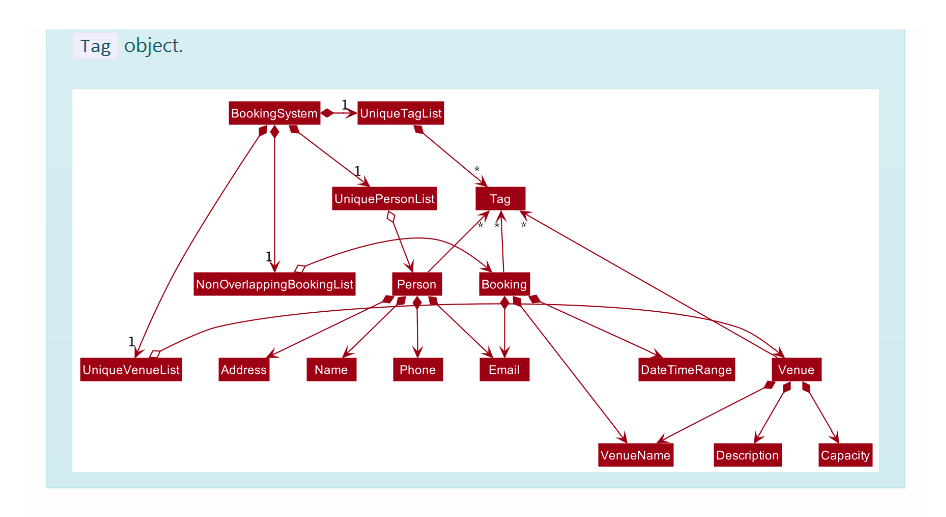 Tag object.
BookingSystem 1 UniqueTagList
1 *
UniquePersonList Tag
* * *
1
NonOverlappingBookingList Person Booking
1
UniqueVenueList Address Name Phone Email DateTimeRange Venue
VenueName Description Capacity